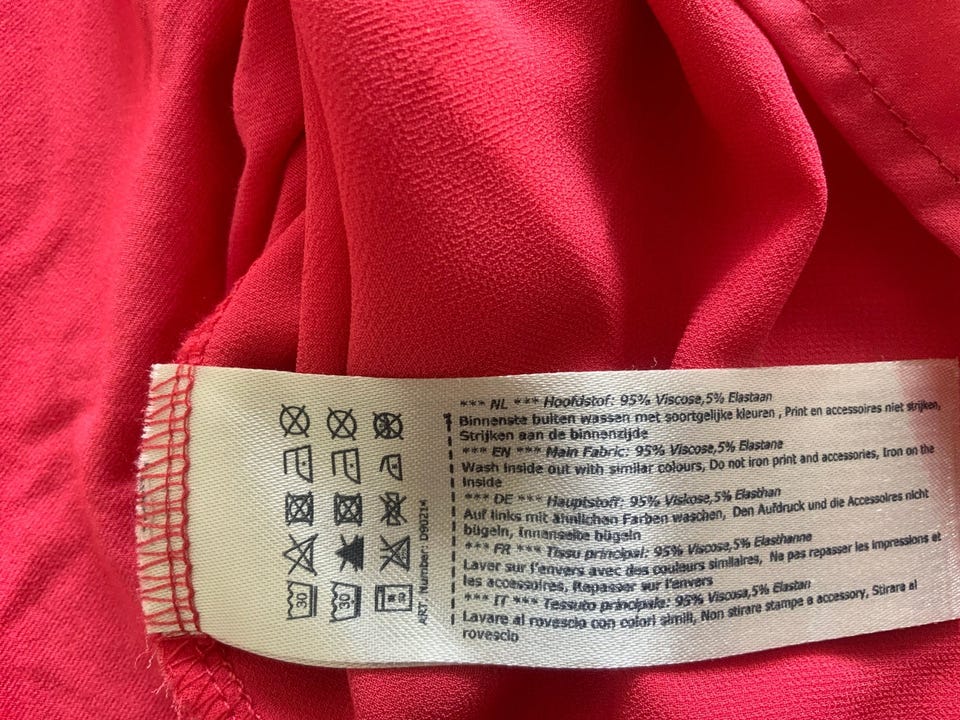 *** NL *** Hoofdstof: 95% Viscose,5% Elastaan
Binnenste buiten wassen met soortgelijke kleuren , Print en accessoires niet strijken,
Strijken aan de binnenzijde
*** EN *** Main Fabric: 95% Viscose,5% Elastane
Wash inside out with similar colours, Do not iron print and accessories, Iron on the
Inside
*** DE *** Hauptstoff: 95% Viskose,5% Elasthan
Auf links mit ähnlichen Farben waschen, Den Aufdruck und die Accessoires nicht
bügeln, innenseibe bügeln
*** FR *** Tissu principal: 95% Viscose,5% Elasthanne
Laver sur l'envers avec des couleurs similaires, Ne pas repasser les impressions et
les accessoires, Repasser sur l'envers
*** IT *** Tessuto principale: 95% Viscosa,5% Elastan
Lavare al rovescio con colori simili, Non stirare stampa e accessory, Stirara al
rovescio
ART. Number: D90214
30
30